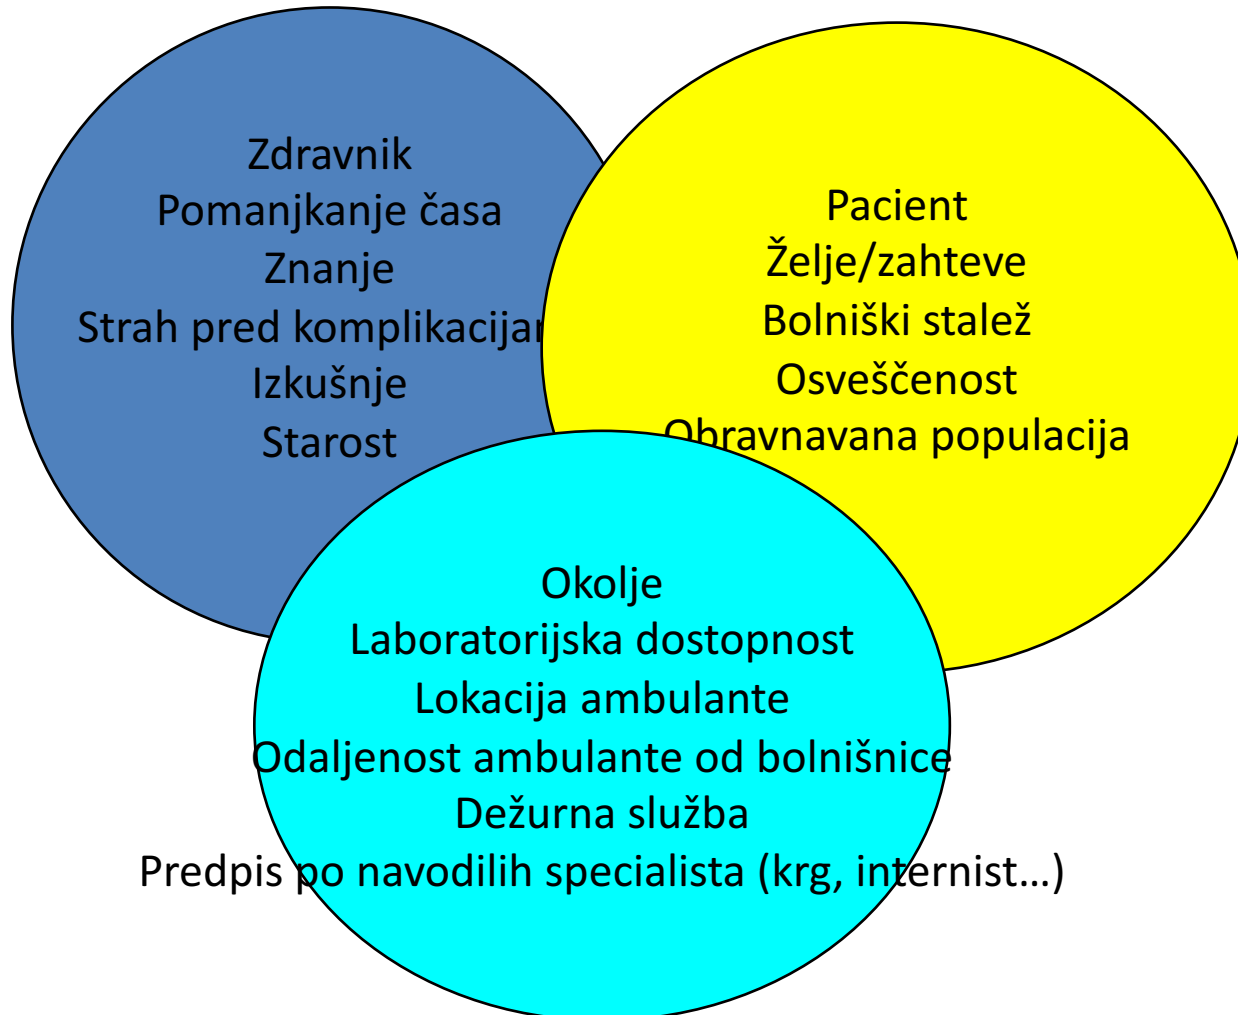 Zdravnik
Pomanjkanje časa
Znanje
Strah pred
Izkušnje
Starost
Pacient
Želje/zahteve
Bolniški stalež
Osveščenost
Obravnavana populacija
Okolje
Laboratorijska dostopnost
Lokacija ambulante
Odaljenost ambulante od bolnišnice
Dežurna služba
Predpis po navodilih specialista (krg, internist...)